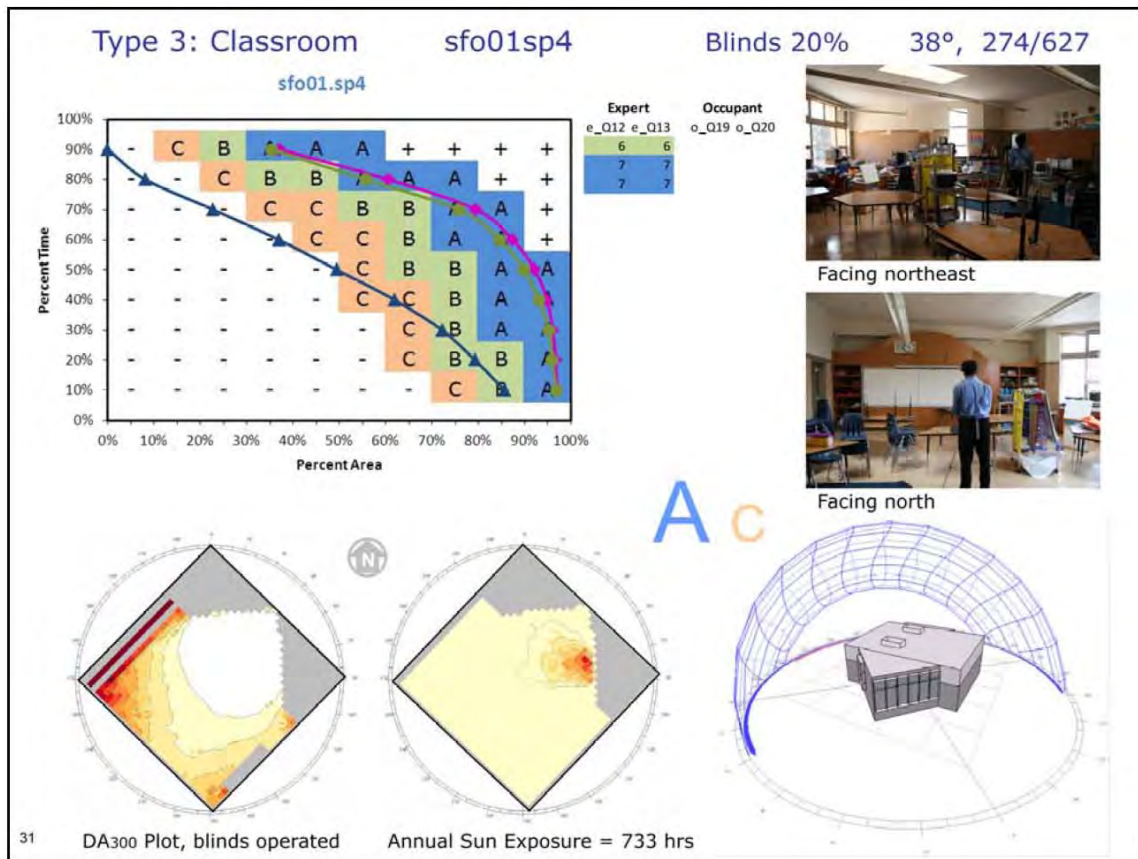 Type 3: Classroom sfo01sp4 Blinds 20% 38°, 274/627
sfo01.sp4
Expert Occupant
e_Q12 e_Q13 o_Q19 o_Q20
6 6
7 7
7 7
Percent Time
100%
90% - C B A A A + + + +
80% - - C B B A A A + +
70% - - - C C B B A A +
60% - - - - C C B A A +
50% - - - - - C B B A A
40% - - - - - C C B A A
30% - - - - - - C B A A
20% - - - - - - C B B A
10% - - - - - - - C B A
0%
0% 10% 20% 30% 40% 50% 60% 70% 80% 90% 100%
Percent Area
Facing northeast
Facing north
A C
N
31 DA300 Plot, blinds operated Annual Sun Exposure = 733 hrs